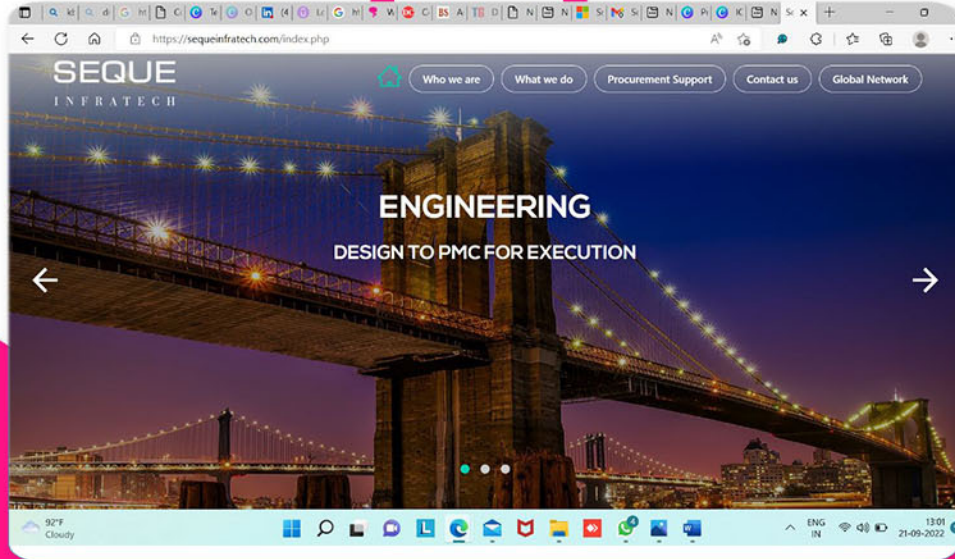 https://sequeinfratech.com/index.php
SEQUE
INFRATECH
Who we are
What we do
Procurement Support
Contact us
Global Network
ENGINEERING
DESIGN TO PMC FOR EXECUTION
92°F
Cloudy
ENG
IN
13:01
21-09-2022